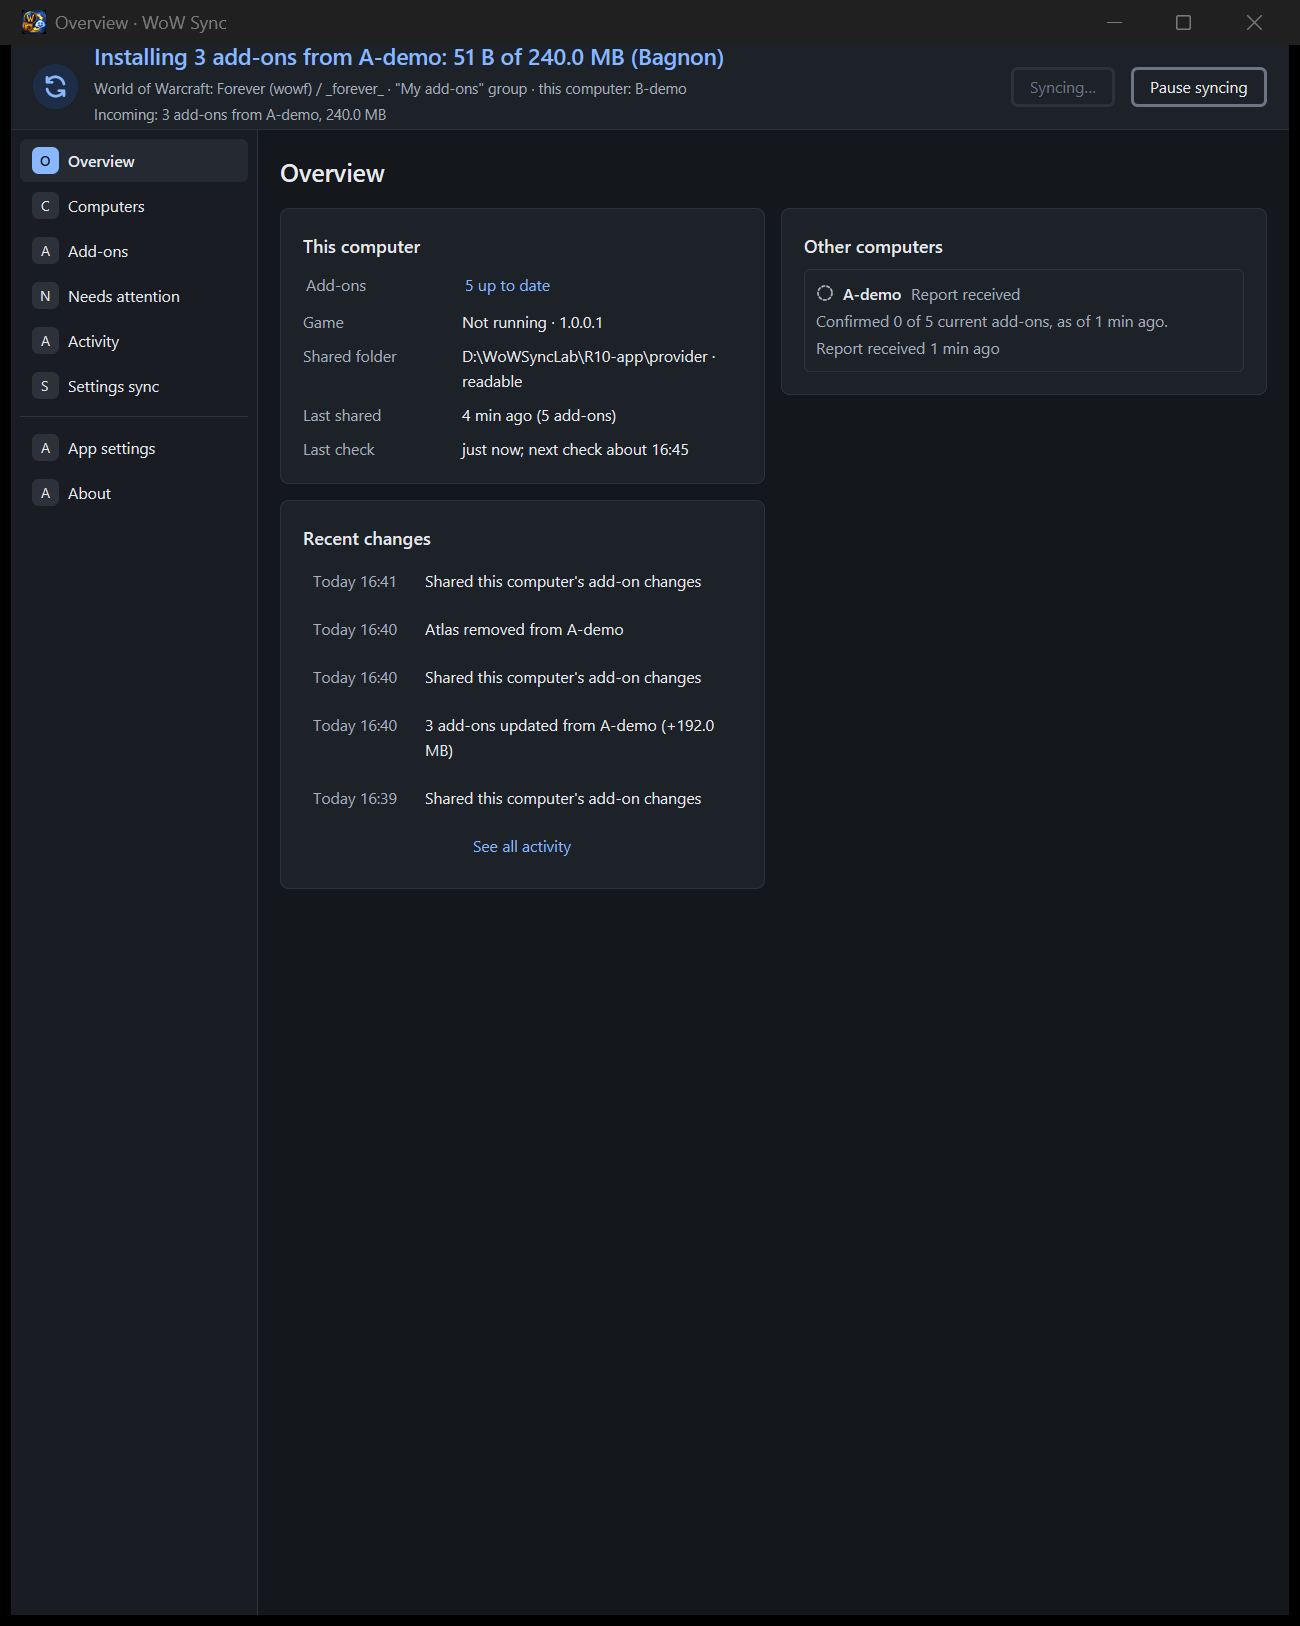 Overview · WoW Sync
Installing 3 add-ons from A-demo: 51 B of 240.0 MB (Bagnon)
World of Warcraft: Forever (wowf) / _forever_ · "My add-ons" group · this computer: B-demo
Incoming: 3 add-ons from A-demo, 240.0 MB
Syncing...
Pause syncing
O Overview
C Computers
A Add-ons
N Needs attention
A Activity
S Settings sync
A App settings
A About
Overview
This computer
Add-ons 5 up to date
Game Not running · 1.0.0.1
Shared folder D:\WoWSyncLab\R10-app\provider ·
readable
Last shared 4 min ago (5 add-ons)
Last check just now; next check about 16:45
Other computers
A-demo Report received
Confirmed 0 of 5 current add-ons, as of 1 min ago.
Report received 1 min ago
Recent changes
Today 16:41 Shared this computer's add-on changes
Today 16:40 Atlas removed from A-demo
Today 16:40 Shared this computer's add-on changes
Today 16:40 3 add-ons updated from A-demo (+192.0
MB)
Today 16:39 Shared this computer's add-on changes
See all activity